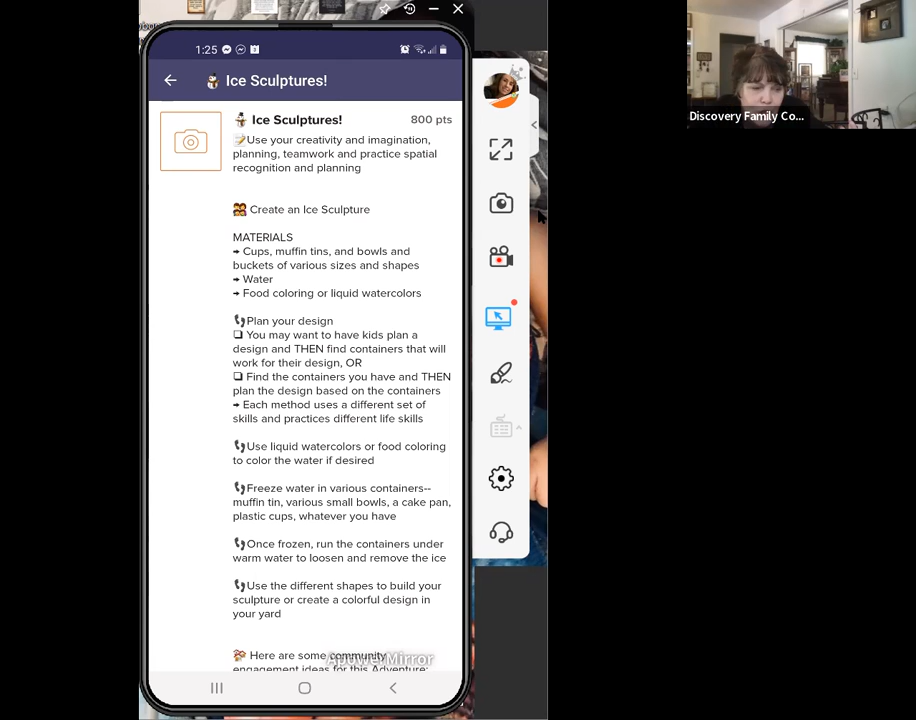 1:25
Ice Sculptures!
Ice Sculptures! 800 pts
Use your creativity and imagination,
planning, teamwork and practice spatial
recognition and planning
Create an Ice Sculpture
MATERIALS
→ Cups, muffin tins, and bowls and
buckets of various sizes and shapes
→ Water
→ Food coloring or liquid watercolors
Plan your design
❑ You may want to have kids plan a
design and THEN find containers that will
work for their design, OR
❑ Find the containers you have and THEN
plan the design based on the containers
→ Each method uses a different set of
skills and practices different life skills
Use liquid watercolors or food coloring
to color the water if desired
Freeze water in various containers--
muffin tin, various small bowls, a cake pan,
plastic cups, whatever you have
Once frozen, run the containers under
warm water to loosen and remove the ice
Use the different shapes to build your
sculpture or create a colorful design in
your yard
Here are some community
engagement ideas for this Adventure:
ApowerMirror
Discovery Family Co...